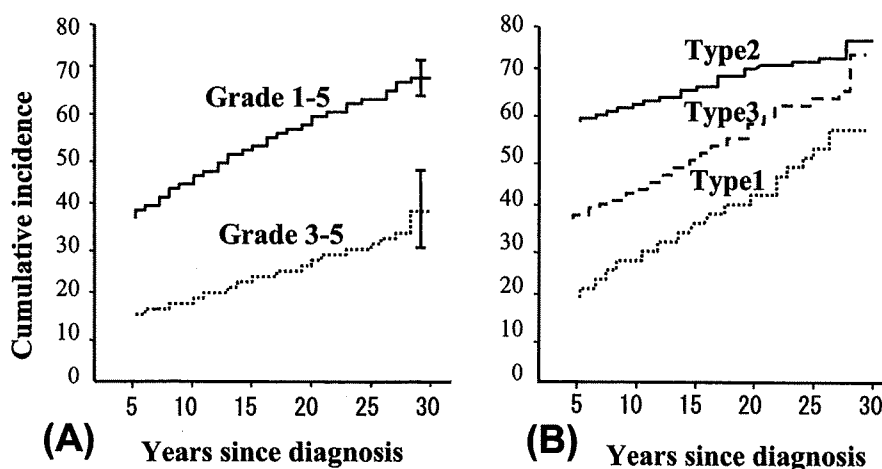 Cumulative incidence
80
70
60
50
40
30
20
10
0
Grade 1-5
Grade 3-5
5 10 15 20 25 30
(A) Years since diagnosis
80
70
60
50
40
30
20
10
0
Type2
Type3
Type1
5 10 15 20 25 30
(B) Years since diagnosis